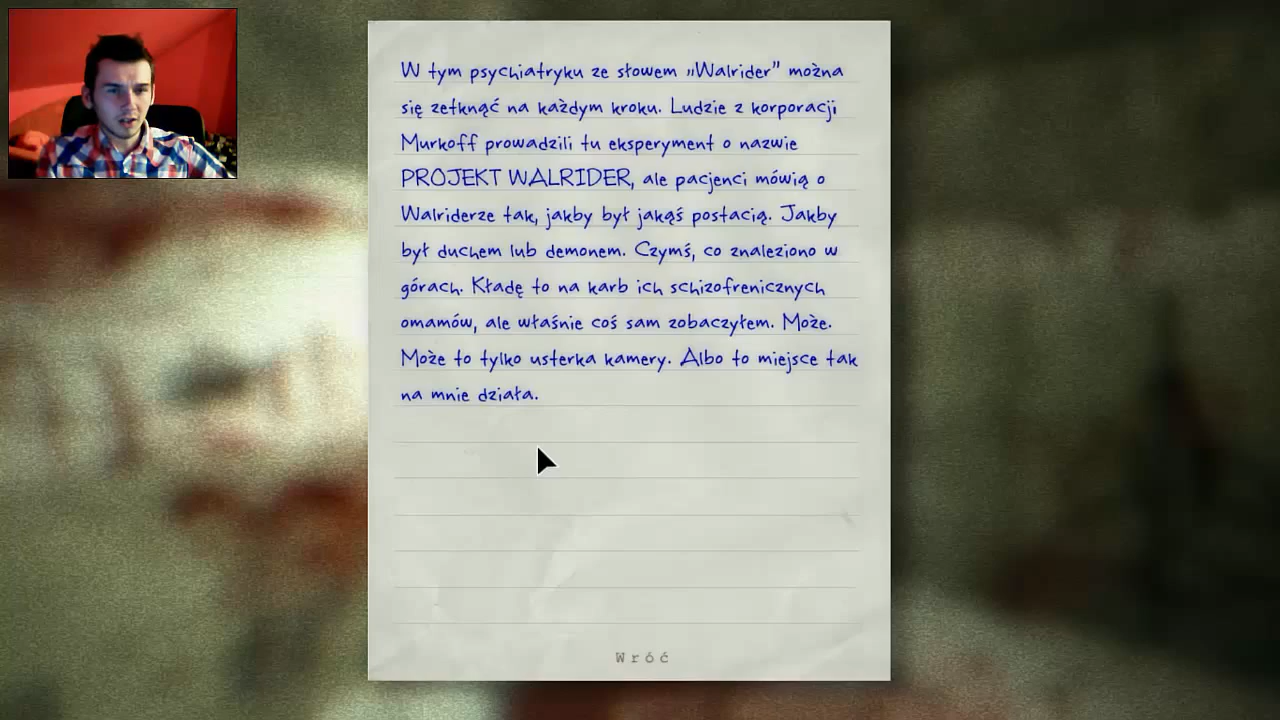 W tym psychiatryku ze słowem „Walrider” można
się zetknąć na każdym kroku. Ludzie z korporacji
Murkoff prowadzili tu eksperyment o nazwie
PROJEKT WALRIDER, ale pacjenci mówią o
Walriderze tak, jakby był jakąś postacią. Jakby
był duchem lub demonem. Czymś, co znaleziono w
górach. Kładę to na karb ich schizofrenicznych
omamów, ale właśnie coś sam zobaczyłem. Może.
Może to tylko usterka kamery. Albo to miejsce tak
na mnie działa.
Wróć